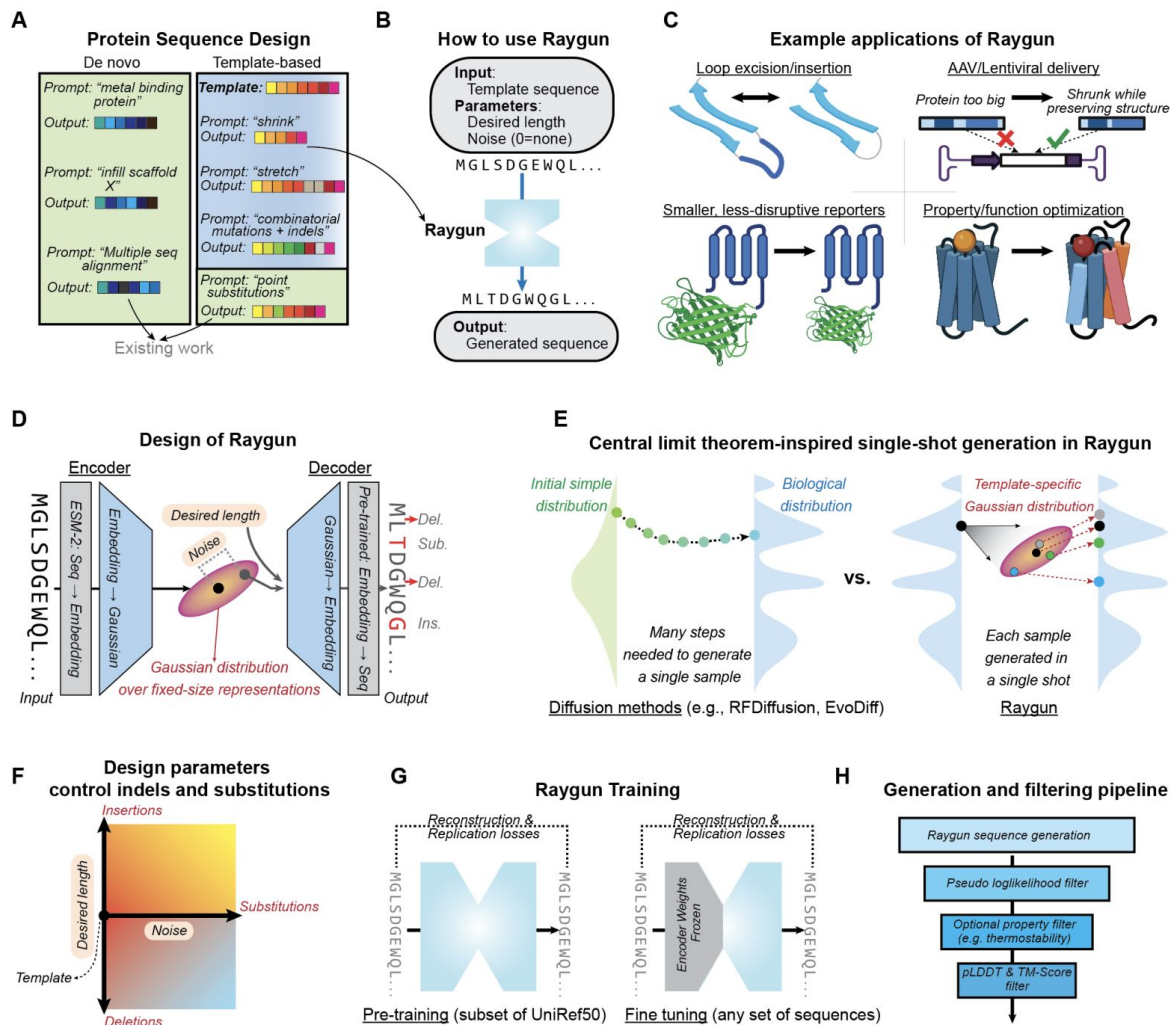 A
Protein Sequence Design
De novo
Template-based
Prompt: “metal binding
protein”
Output:
Prompt: “infill scaffold
X”
Output:
Prompt: “Multiple seq
alignment”
Output:
Template:
Prompt: “shrink”
Output:
Prompt: “stretch”
Output:
Prompt: “combinatorial
mutations + indels”
Output:
Prompt: “point
substitutions”
Output:
Existing work
B
How to use Raygun
Input:
Template sequence
Parameters:
Desired length
Noise (0=none)
MGLSDGEWQL...
Raygun
MLTDGWQGL...
Output:
Generated sequence
C
Example applications of Raygun
Loop excision/insertion
AAV/Lentiviral delivery
Protein too big
Shrunk while
preserving structure
Smaller, less-disruptive reporters
Property/function optimization
D
Design of Raygun
Encoder
Decoder
MGLSDGEWQL...
Input
ESM-2: Seq → Embedding
Embedding → Gaussian
Noise
Desired length
Gaussian distribution
over fixed-size representations
Gaussian→ Embedding
Pre-trained: Embedding → Seq
MLTDGWQGL...
Output
Del.
Sub.
Del.
Ins.
E
Central limit theorem-inspired single-shot generation in Raygun
Initial simple
distribution
Biological
distribution
Many steps
needed to generate
a single sample
Diffusion methods (e.g., RFDiffusion, EvoDiff)
vs.
Template-specific
Gaussian distribution
Each sample
generated in
a single shot
Raygun
F
Design parameters
control indels and substitutions
Insertions
Desired length
Substitutions
Noise
Template
Deletions
G
Raygun Training
Reconstruction &
Replication losses
MGLSDGEWQL...
MGLSDGEWQL...
Pre-training (subset of UniRef50)
Reconstruction &
Replication losses
MGLSDGEWQL...
Encoder Weights
Frozen
MGLSDGEWQL...
Fine tuning (any set of sequences)
H
Generation and filtering pipeline
Raygun sequence generation
Pseudo loglikelihood filter
Optional property filter
(e.g. thermostability)
pLDDT & TM-Score
filter